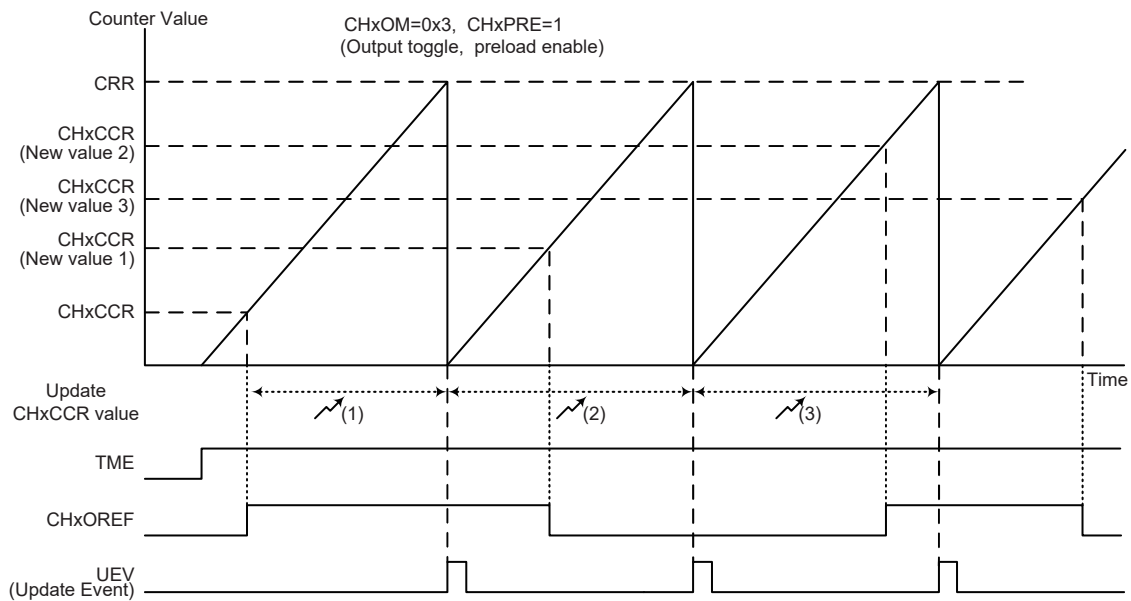 Counter Value
CHxOM=0x3, CHxPRE=1
(Output toggle, preload enable)
CRR
CHxCCR
(New value 2)
CHxCCR
(New value 3)
CHxCCR
(New value 1)
CHxCCR
Time
Update
CHxCCR value
(1)
(2)
(3)
TME
CHxOREF
UEV
(Update Event)